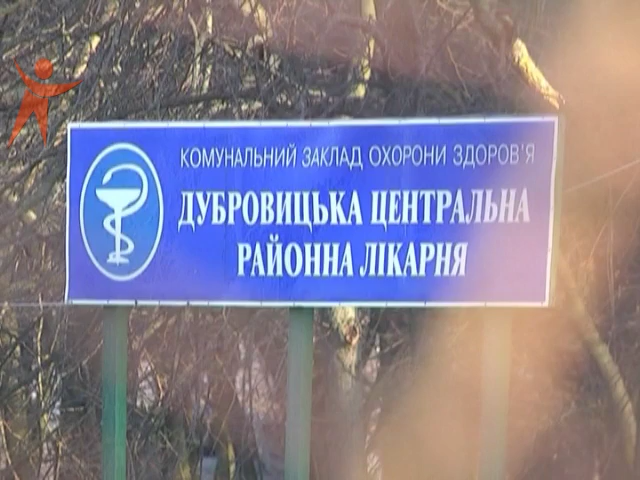 КОМУНАЛЬНИЙ ЗАКЛАД ОХОРОНИ ЗДОРОВ'Я
ДУБРОВИЦЬКА ЦЕНТРАЛЬНА
РАЙОННА ЛІКАРНЯ